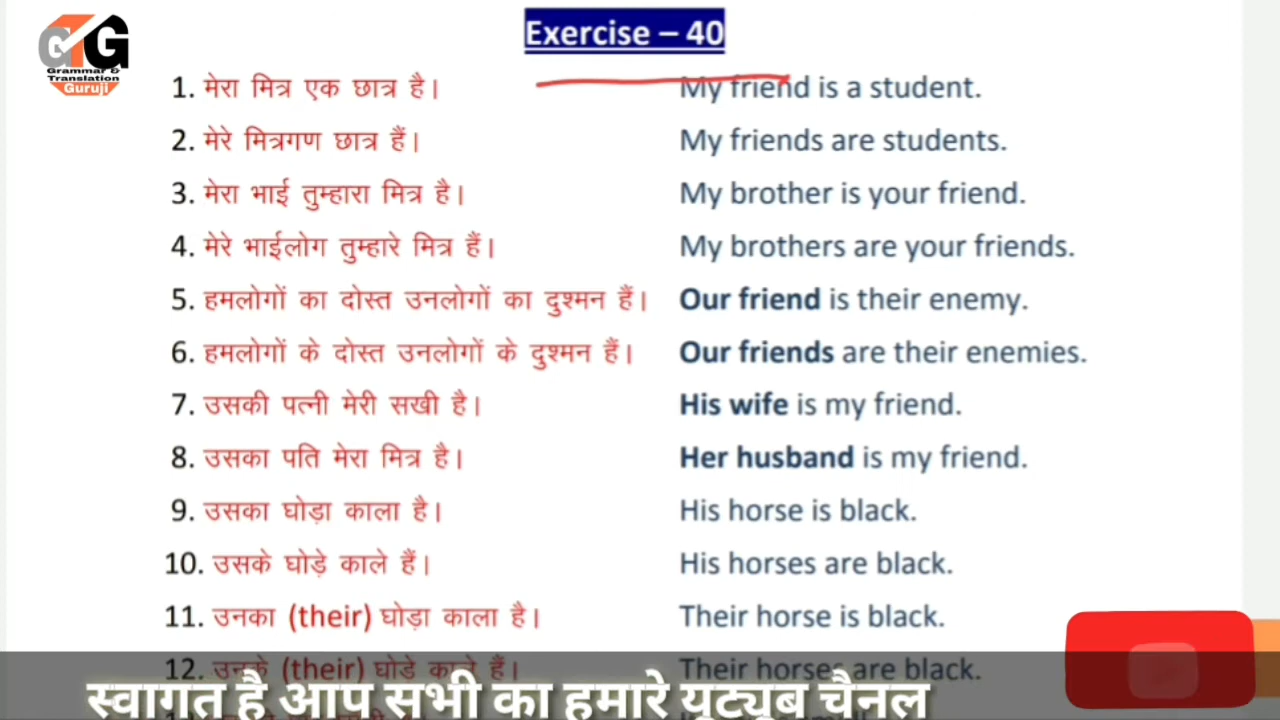 GTG
Grammar &
Translation
Guruji
Exercise – 40
1. मेरा मित्र एक छात्र है। My friend is a student.
2. मेरे मित्रगण छात्र हैं। My friends are students.
3. मेरा भाई तुम्हारा मित्र है। My brother is your friend.
4. मेरे भाईलोग तुम्हारे मित्र हैं। My brothers are your friends.
5. हमलोगों का दोस्त उनलोगों का दुश्मन हैं। Our friend is their enemy.
6. हमलोगों के दोस्त उनलोगों के दुश्मन हैं। Our friends are their enemies.
7. उसकी पत्नी मेरी सखी है। His wife is my friend.
8. उसका पति मेरा मित्र है। Her husband is my friend.
9. उसका घोड़ा काला है। His horse is black.
10. उसके घोड़े काले हैं। His horses are black.
11. उनका (their) घोड़ा काला है। Their horse is black.
12. उनके (their) घोडे काले हैं। Their horses are black.
स्वागत है आप सभी का हमारे यूट्यूब चैनल